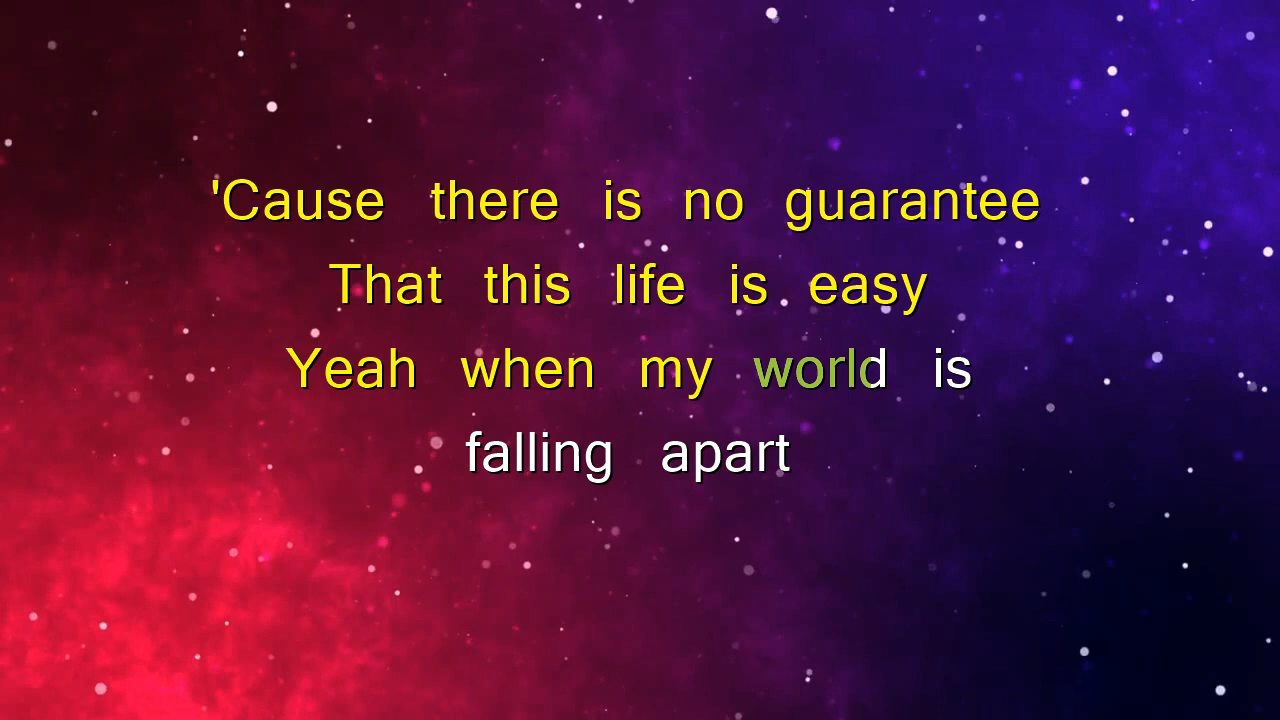 'Cause there is no guarantee
That this life is easy
Yeah when my world is
falling apart